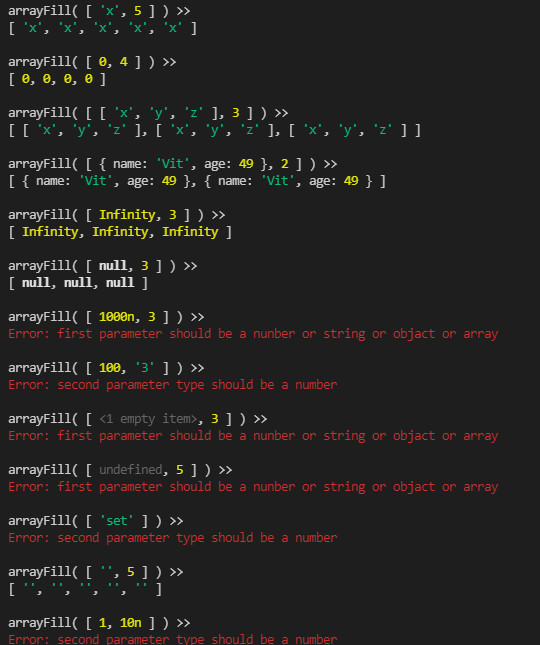 arrayFill( [ 'x', 5 ] ) >>
[ 'x', 'x', 'x', 'x', 'x' ]
arrayFill( [ 0, 4 ] ) >>
[ 0, 0, 0, 0 ]
arrayFill( [ [ 'x', 'y', 'z' ], 3 ] ) >>
[ [ 'x', 'y', 'z' ], [ 'x', 'y', 'z' ], [ 'x', 'y', 'z' ] ]
arrayFill( [ { name: 'Vit', age: 49 }, 2 ] ) >>
[ { name: 'Vit', age: 49 }, { name: 'Vit', age: 49 } ]
arrayFill( [ Infinity, 3 ] ) >>
[ Infinity, Infinity, Infinity ]
arrayFill( [ null, 3 ] ) >>
[ null, null, null ]
arrayFill( [ 1000n, 3 ] ) >>
Error: first parameter should be a nunber or string or objact or array
arrayFill( [ 100, '3' ] ) >>
Error: second parameter type should be a number
arrayFill( [ <1 empty item>, 3 ] ) >>
Error: first parameter should be a nunber or string or objact or array
arrayFill( [ undefined, 5 ] ) >>
Error: first parameter should be a nunber or string or objact or array
arrayFill( [ 'set' ] ) >>
Error: second parameter type should be a number
arrayFill( [ '', 5 ] ) >>
[ '', '', '', '', '' ]
arrayFill( [ 1, 10n ] ) >>
Error: second parameter type should be a number